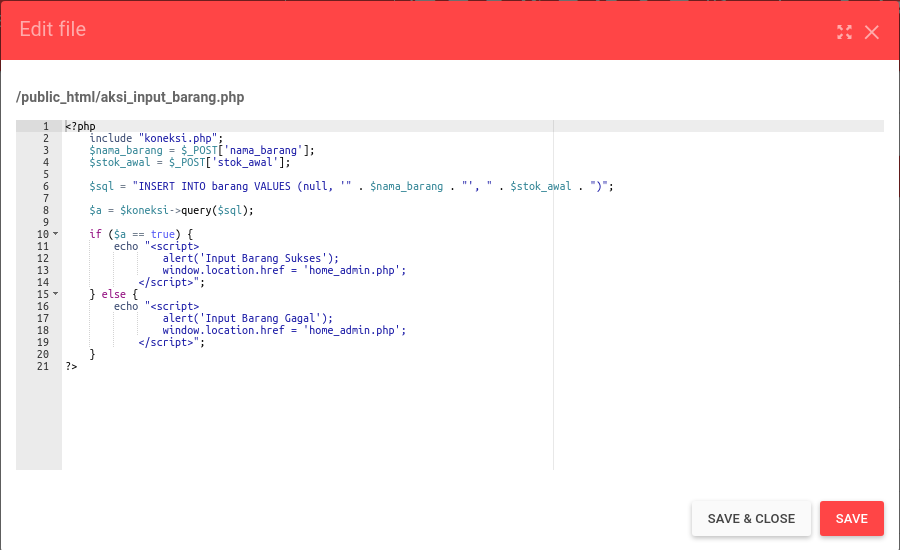 Edit file
/public_html/aksi_input_barang.php
1 <?php
2     include "koneksi.php";
3     $nama_barang = $_POST['nama_barang'];
4     $stok_awal = $_POST['stok_awal'];
5
6     $sql = "INSERT INTO barang VALUES (null, '" . $nama_barang . "', " . $stok_awal . ")";
7
8     $a = $koneksi->query($sql);
9
10     if ($a == true) {
11         echo "<script>
12                 alert('Input Barang Sukses');
13                 window.location.href = 'home_admin.php';
14             </script>";
15     } else {
16         echo "<script>
17                 alert('Input Barang Gagal');
18                 window.location.href = 'home_admin.php';
19             </script>";
20     }
21 ?>
SAVE & CLOSE SAVE